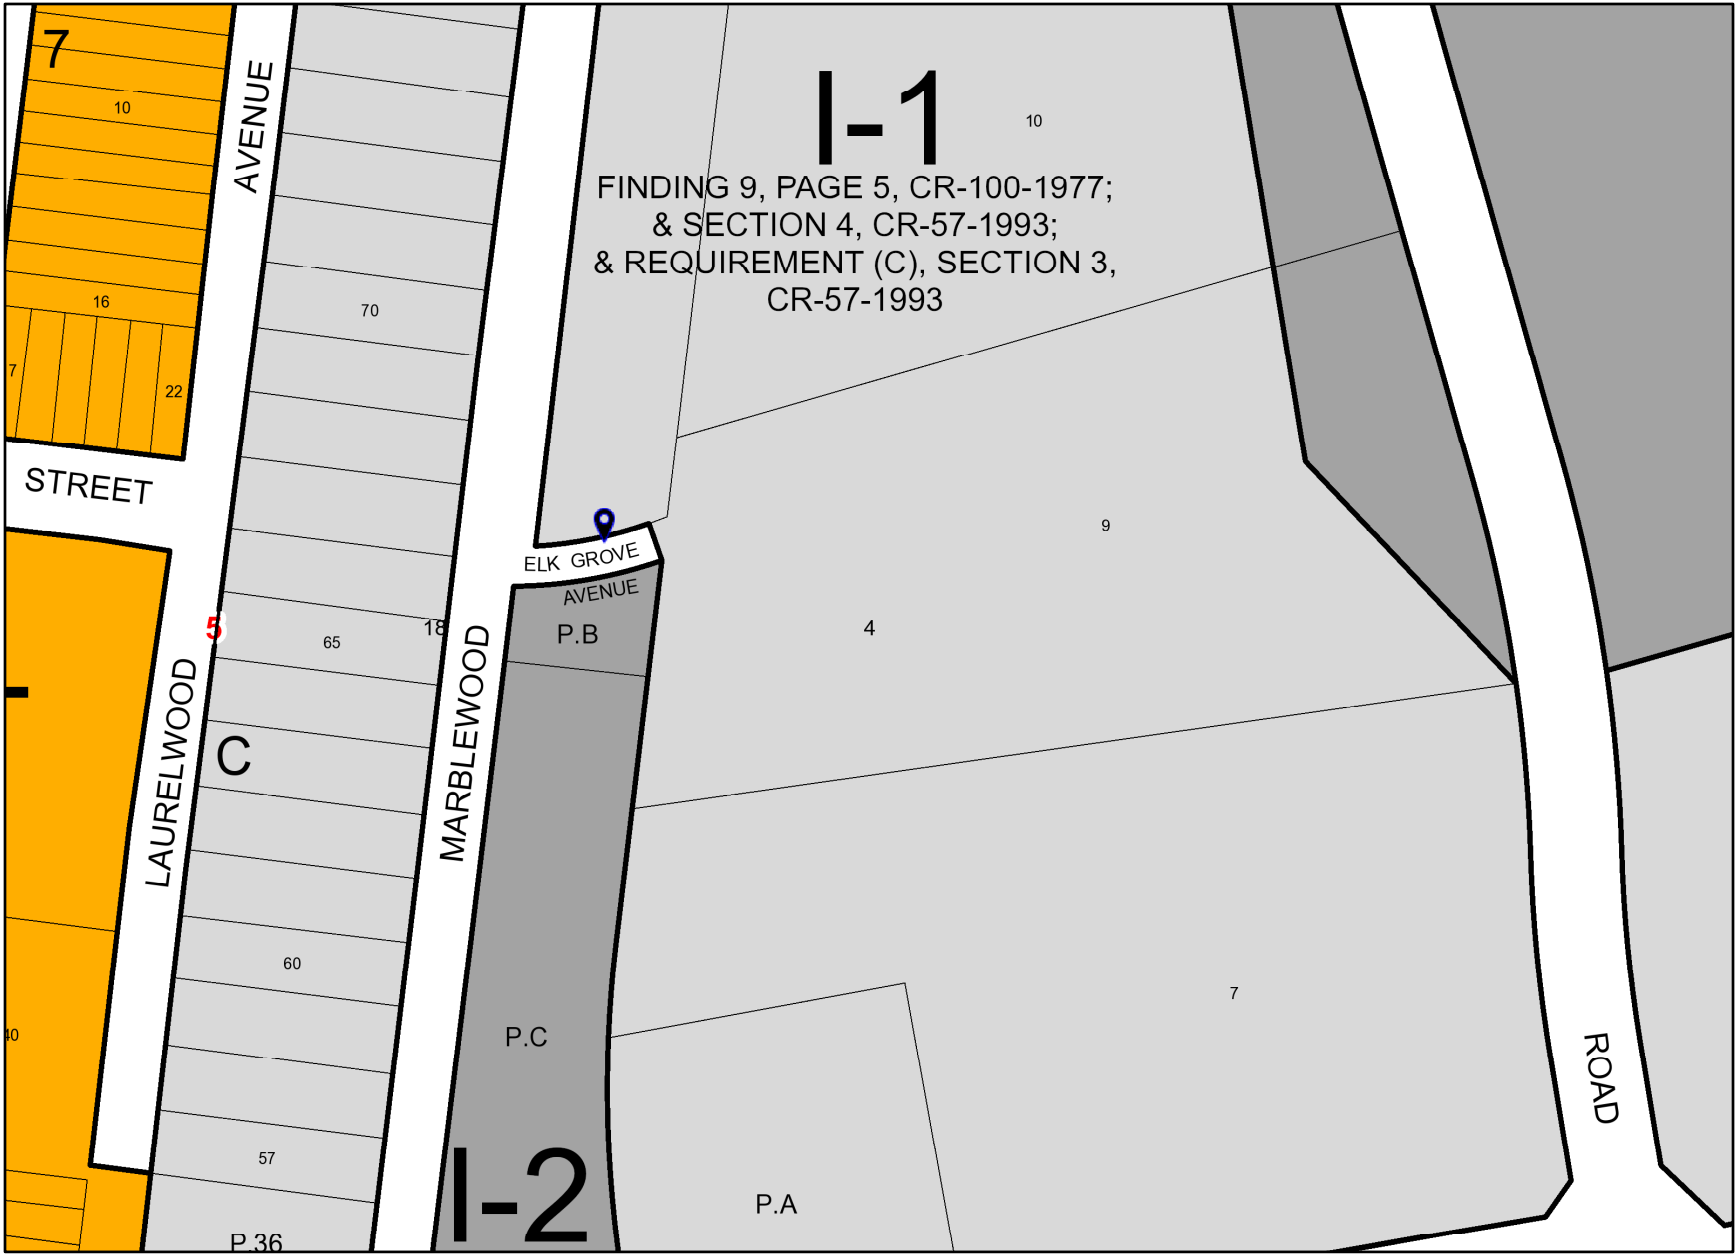 7
AVENUE
10
I-1
10
FINDING 9, PAGE 5, CR-100-1977;
& SECTION 4, CR-57-1993;
& REQUIREMENT (C), SECTION 3,
CR-57-1993
16
70
7
22
STREET
9
ELK GROVE
AVENUE
5
65
18
P.B
4
LAURELWOOD
MARBLEWOOD
C
60
7
40
P.C
ROAD
57
I-2
P.A
P.36